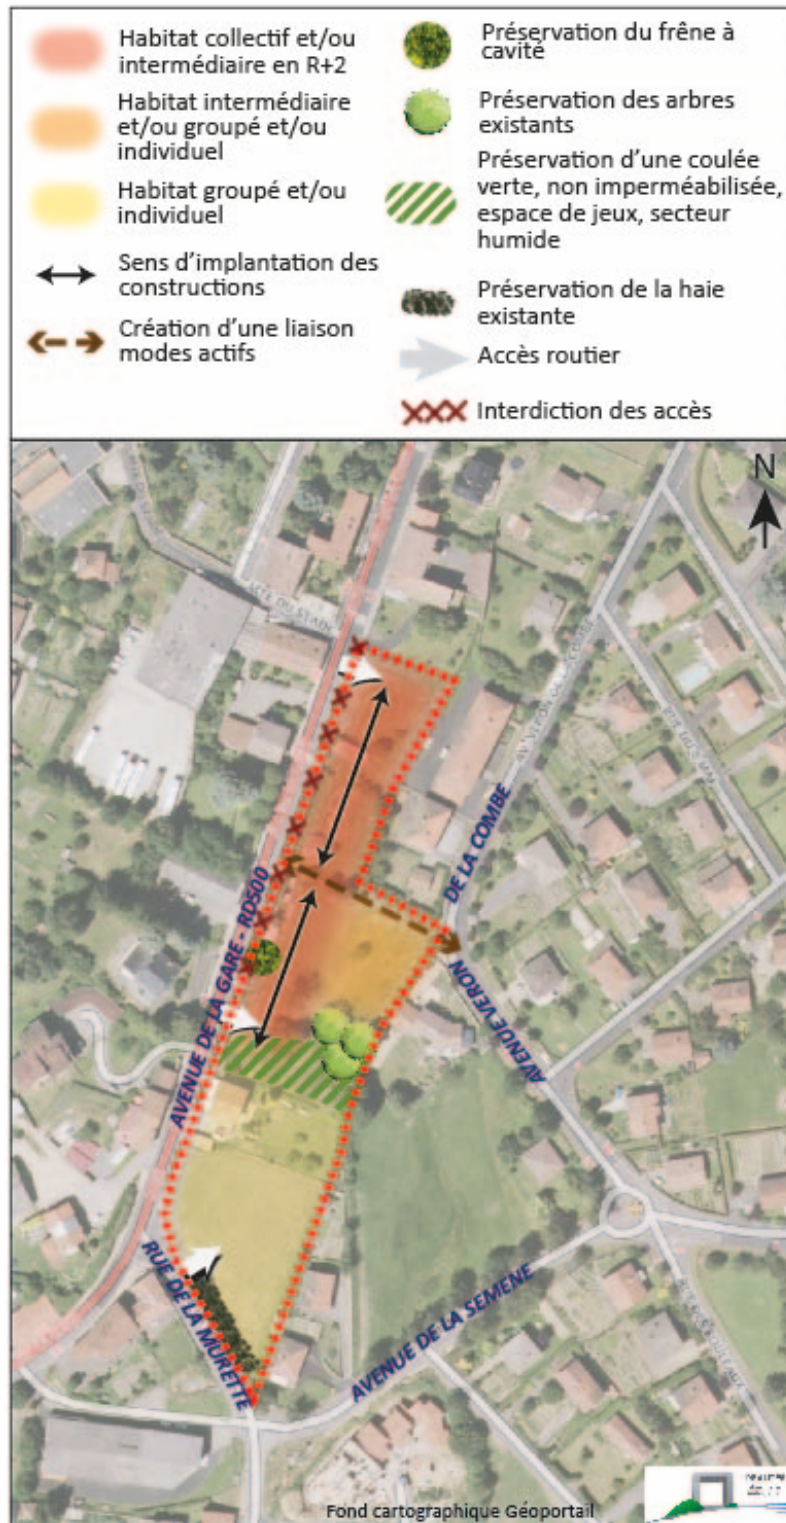 Habitat collectif et/ou
intermédiaire en R+2
Habitat intermédiaire
et/ou groupé et/ou
individuel
Habitat groupé et/ou
individuel
Sens d'implantation des
constructions
Création d'une liaison
modes actifs
Préservation du frêne à
cavité
Préservation des arbres
existants
Préservation d'une coulée
verte, non imperméabilisée,
espace de jeux, secteur
humide
Préservation de la haie
existante
Accès routier
Interdiction des accès
N
DU STADE
DE LA COMBE
AVENUE DE LA GARE - RD500
AVENUE VERON
RUE DE LA MURETTE
AVENUE DE LA SEMENE
Fond cartographique Géoportail